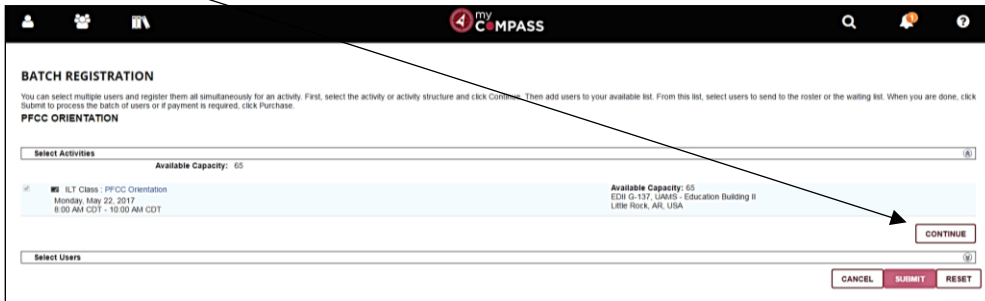 my
COMPASS
1
?
BATCH REGISTRATION
You can select multiple users and register them all simultaneously for an activity. First, select the activity or activity structure and click Continue. Then add users to your available list. From this list, select users to send to the roster or the waiting list. When you are done, click
Submit to process the batch of users or if payment is required, click Purchase.
PFCC ORIENTATION
Select Activities
Available Capacity: 65
ILT Class : PFCC Orientation
Monday, May 22, 2017
8:00 AM CDT - 10:00 AM CDT
Available Capacity: 65
EDII G-137, UAMS - Education Building II
Little Rock, AR, USA
CONTINUE
Select Users
CANCEL SUBMIT RESET